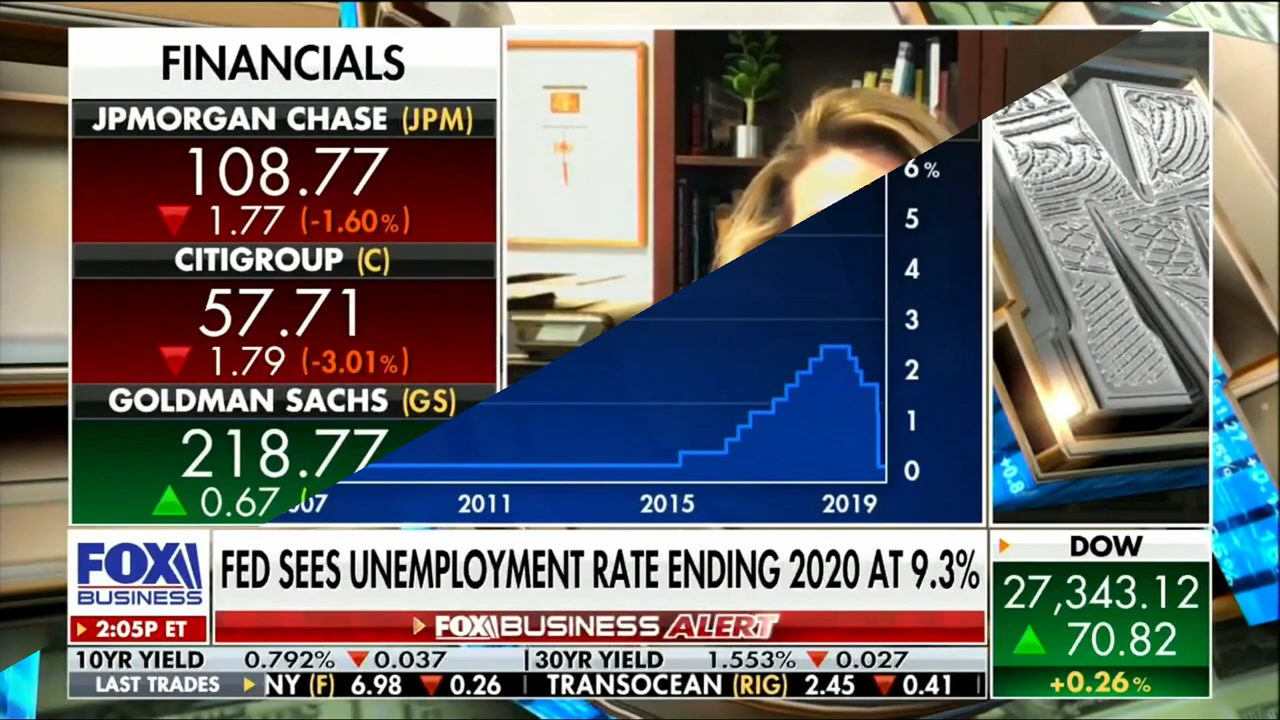 FINANCIALS
JPMORGAN CHASE (JPM)
108.77
▼ 1.77 (-1.60%)
CITIGROUP (C)
57.71
▼ 1.79 (-3.01%)
GOLDMAN SACHS (GS)
218.77
▲ 0.67
6%
5
4
3
2
1
0
2011 2015 2019
FOX BUSINESS
2:05P ET
FED SEES UNEMPLOYMENT RATE ENDING 2020 AT 9.3%
FOX BUSINESS ALERT
DOW
27,343.12
▲ 70.82
+0.26%
10YR YIELD 0.792% ▼ 0.037 30YR YIELD 1.553% ▼ 0.027
LAST TRADES NY (F) 6.98 ▼ 0.26 TRANSOCEAN (RIG) 2.45 ▼ 0.41
+0.8